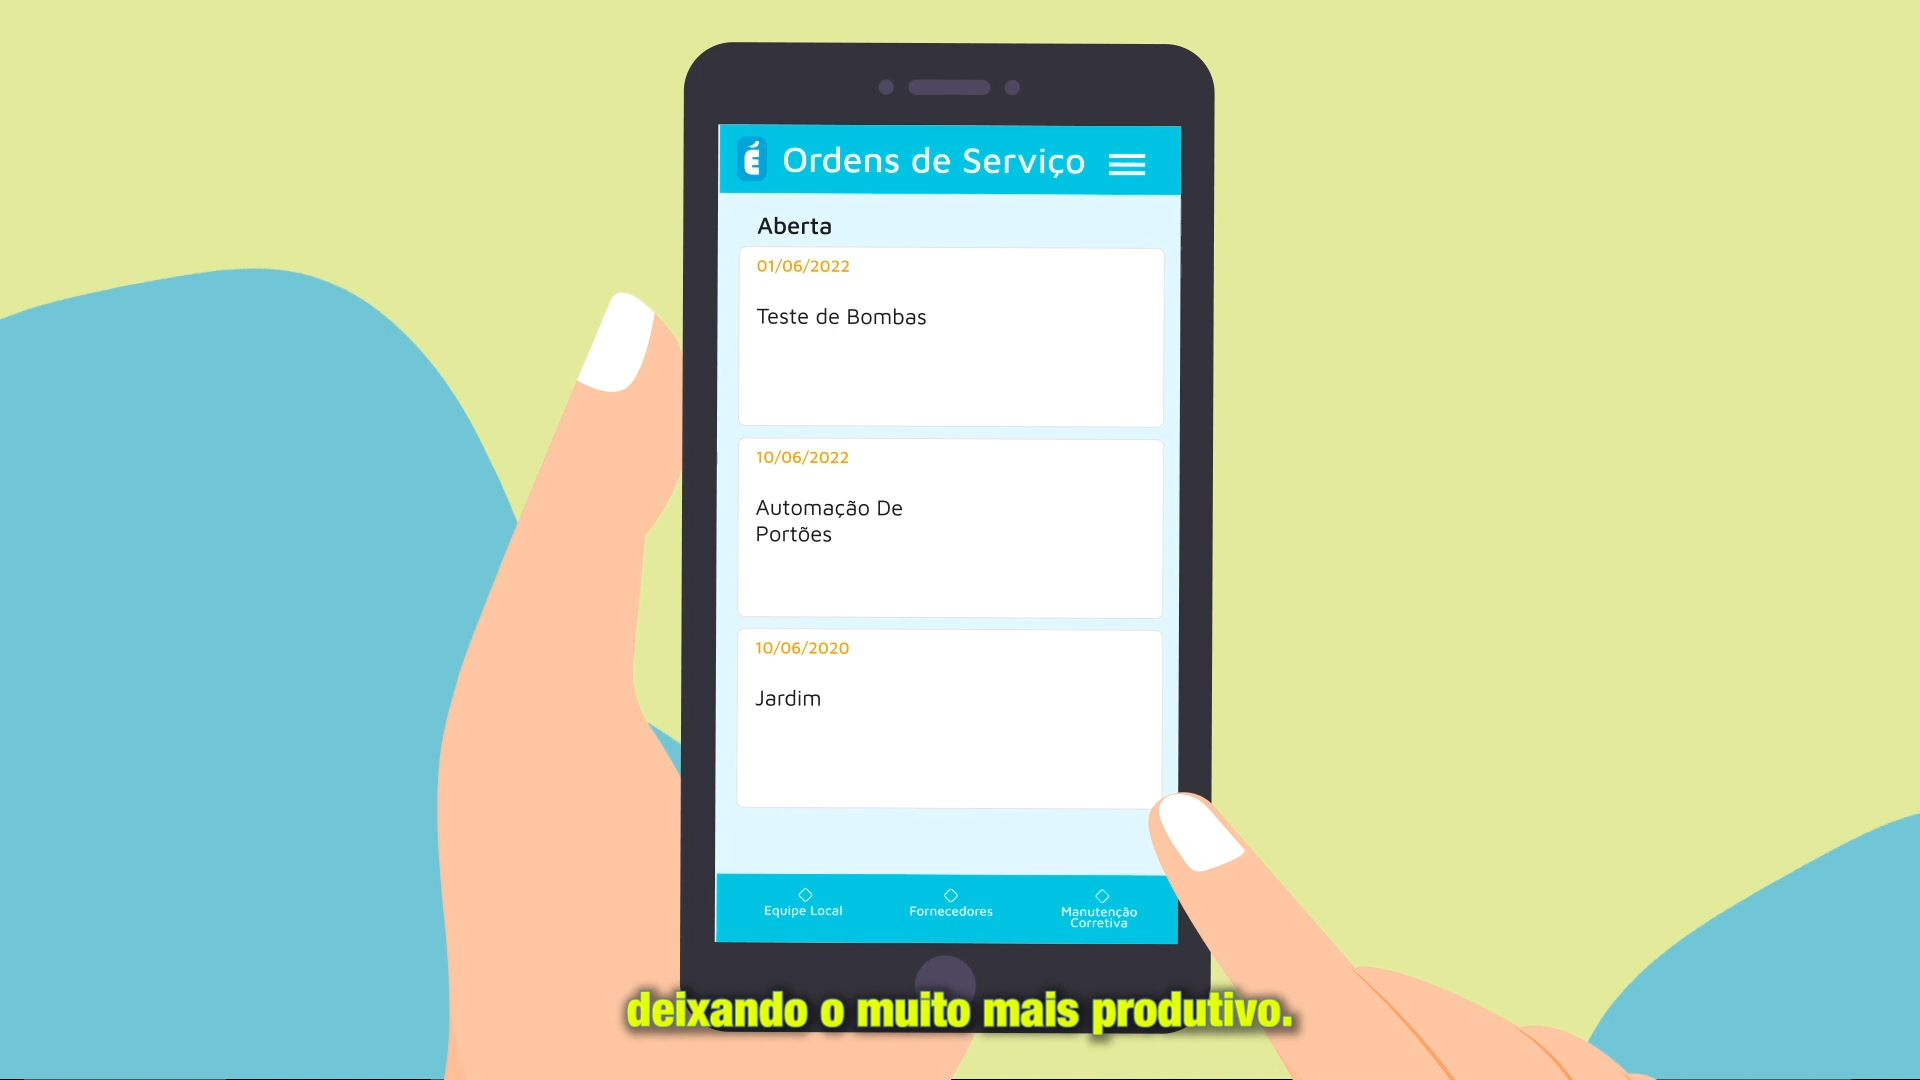 É Ordens de Serviço
Aberta
01/06/2022
Teste de Bombas
10/06/2022
Automação De
Portões
10/06/2020
Jardim
Equipe Local
Fornecedores
Manutenção
Corretiva
deixando o muito mais produtivo.